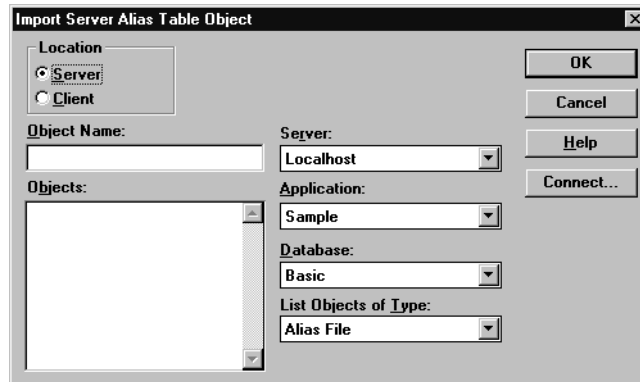 Import Server Alias Table Object
Location
Server
Client
Object Name:
Objects:
Server:
Localhost
Application:
Sample
Database:
Basic
List Objects of Type:
Alias File
OK
Cancel
Help
Connect...